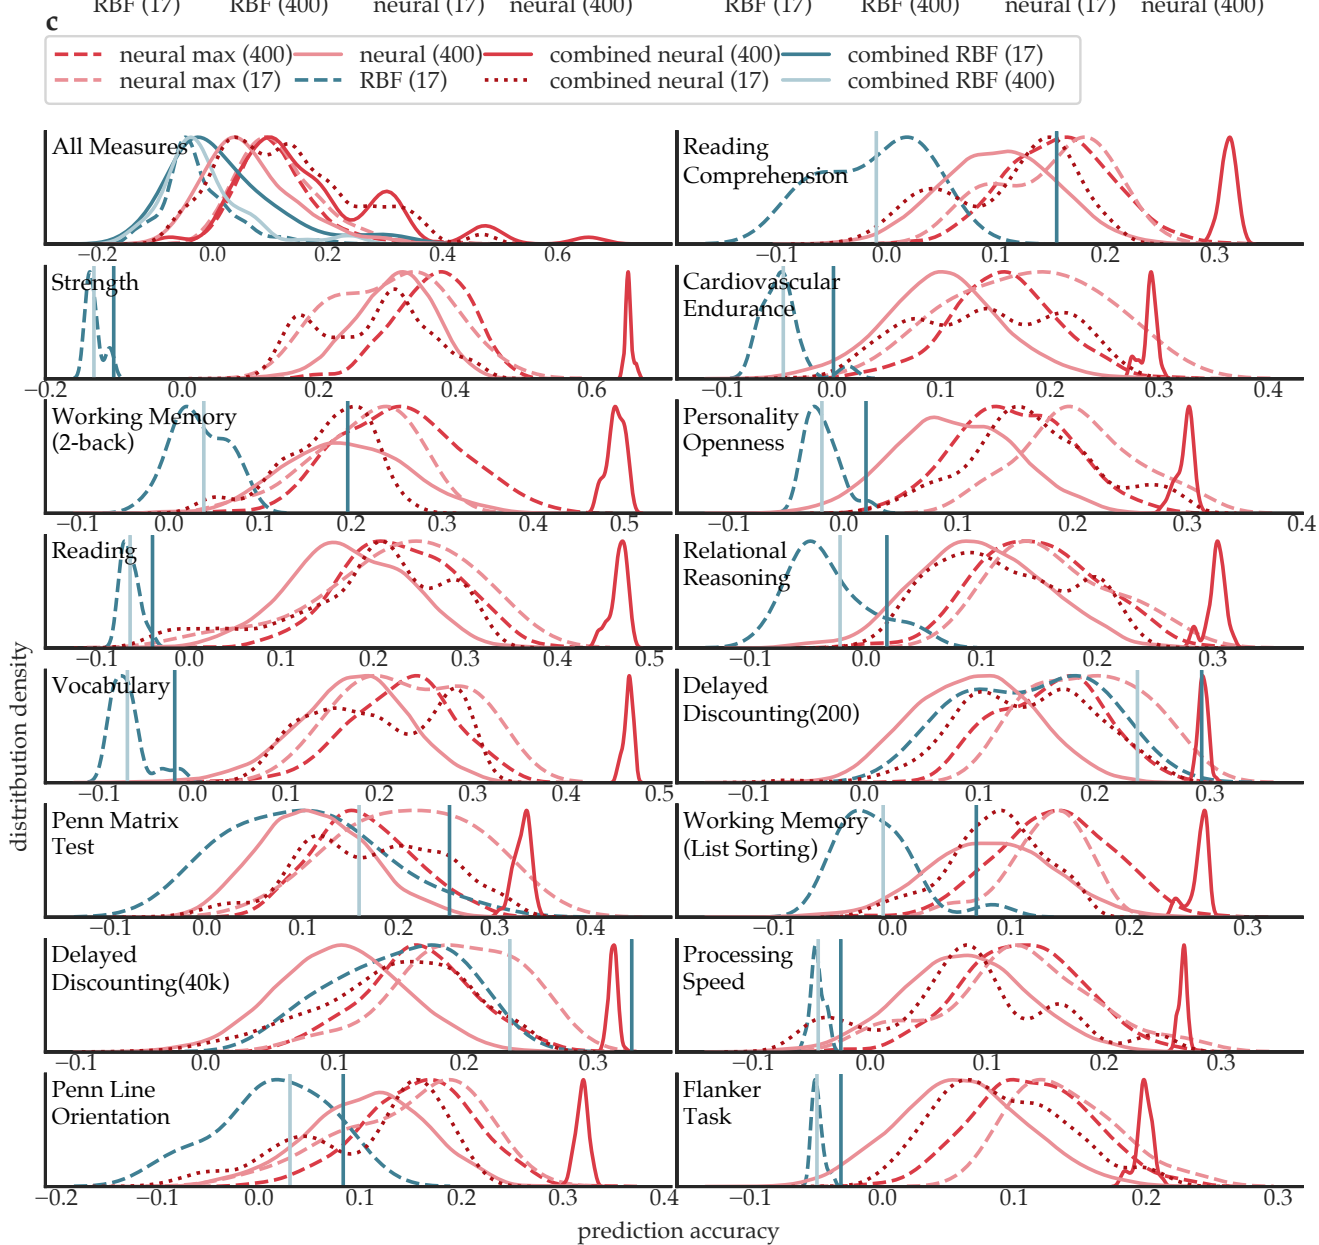 RBF (17) RBF (400) neural (17) neural (400) RBF (17) RBF (400) neural (17) neural (400)
c
neural max (400) neural (400) combined neural (400) combined RBF (17)
neural max (17) RBF (17) combined neural (17) combined RBF (400)
distritbution density
All Measures
−0.2 0.0 0.2 0.4 0.6
Reading
Comprehension
−0.1 0.0 0.1 0.2 0.3
Strength
−0.2 0.0 0.2 0.4 0.6
Cardiovascular
Endurance
−0.1 0.0 0.1 0.2 0.3 0.4
Working Memory
(2-back)
−0.1 0.0 0.1 0.2 0.3 0.4 0.5
Personality
Openness
−0.1 0.0 0.1 0.2 0.3 0.4
Reading
−0.1 0.0 0.1 0.2 0.3 0.4 0.5
Relational
Reasoning
−0.1 0.0 0.1 0.2 0.3
Vocabulary
−0.1 0.0 0.1 0.2 0.3 0.4 0.5
Delayed
Discounting(200)
−0.1 0.0 0.1 0.2 0.3
Penn Matrix
Test
0.0 0.1 0.2 0.3 0.4
Working Memory
(List Sorting)
−0.1 0.0 0.1 0.2 0.3
Delayed
Discounting(40k)
−0.1 0.0 0.1 0.2 0.3
Processing
Speed
−0.1 0.0 0.1 0.2 0.3
Penn Line
Orientation
−0.2 −0.1 0.0 0.1 0.2 0.3 0.4
Flanker
Task
−0.1 0.0 0.1 0.2 0.3
prediction accuracy